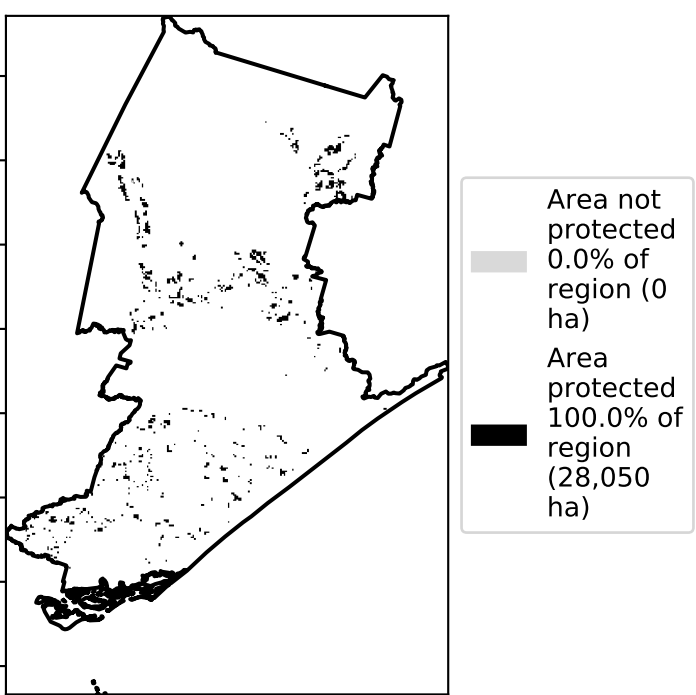 Area not
protected
0.0% of
region (0
ha)
Area
protected
100.0% of
region
(28,050
ha)